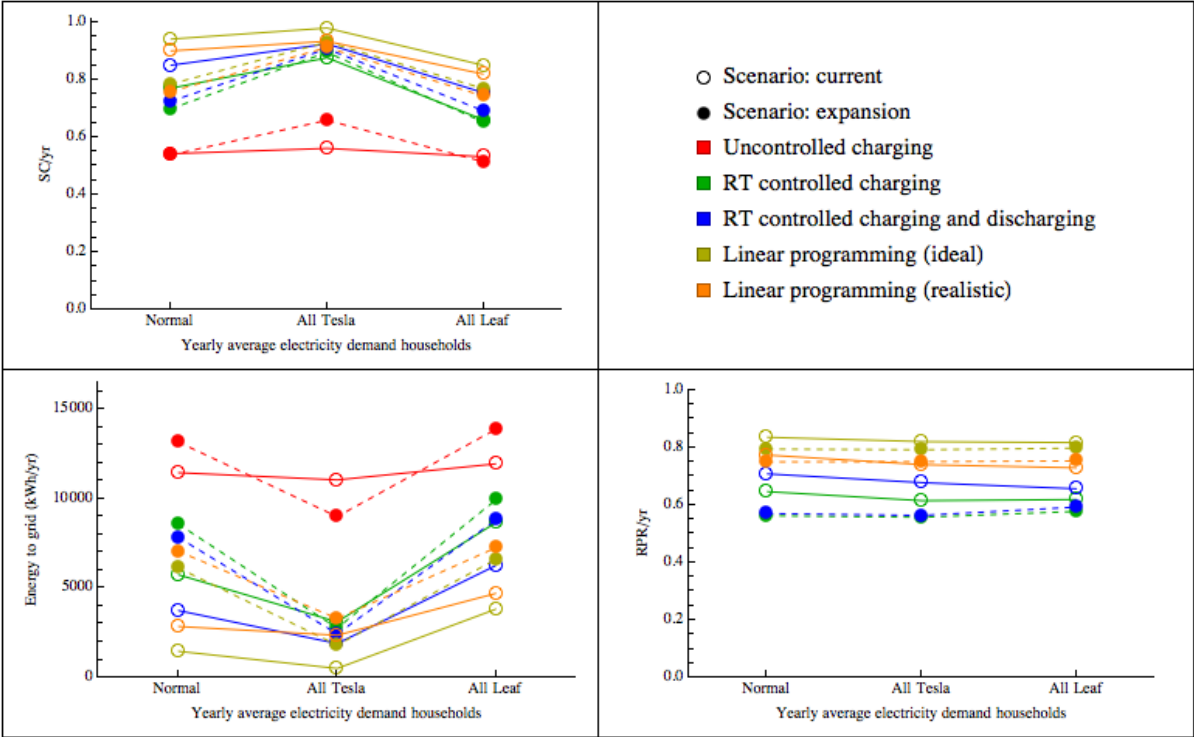 1.0
0.8
0.6
0.4
0.2
0.0
SC/yr
Normal
All Tesla
All Leaf
Yearly average electricity demand households
Scenario: current
Scenario: expansion
Uncontrolled charging
RT controlled charging
RT controlled charging and discharging
Linear programming (ideal)
Linear programming (realistic)
15000
10000
5000
0
Energy to grid (kWh/yr)
Normal
All Tesla
All Leaf
Yearly average electricity demand households
1.0
0.8
0.6
0.4
0.2
0.0
RPR/yr
Normal
All Tesla
All Leaf
Yearly average electricity demand households